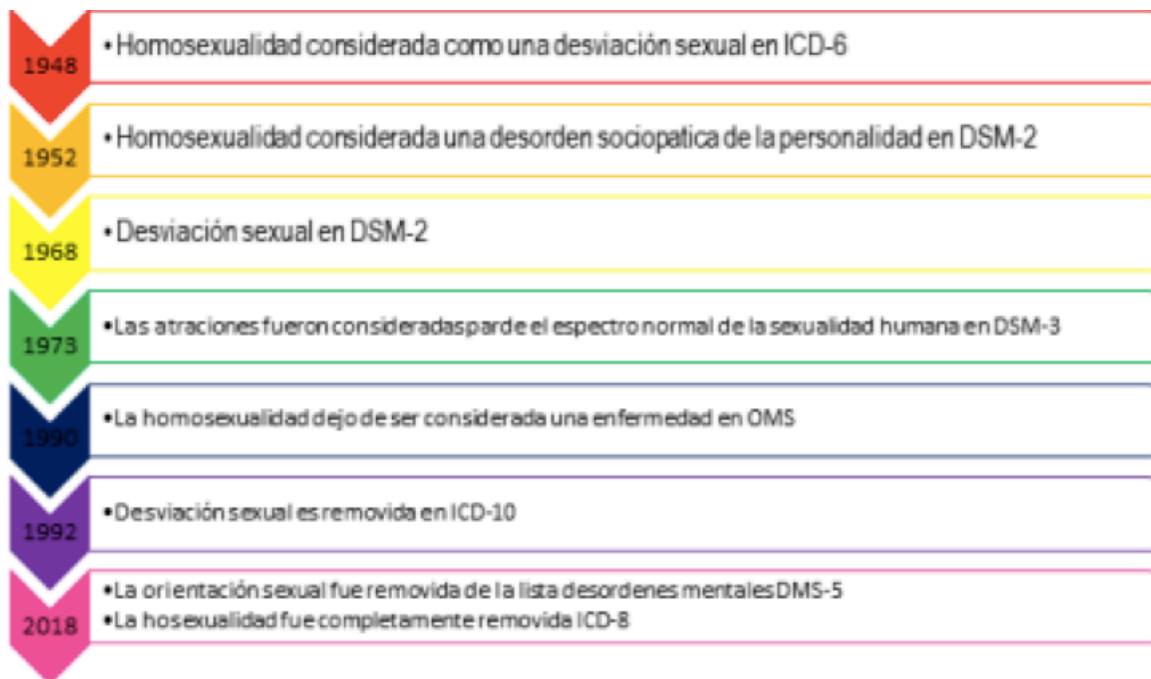 1948
• Homosexualidad considerada como una desviación sexual en ICD-6
1952
• Homosexualidad considerada una desorden sociopatica de la personalidad en DSM-2
1968
• Desviación sexual en DSM-2
1973
• Las atraciones fueron consideradas parde el espectro normal de la sexualidad humana en DSM-3
1990
• La homosexualidad dejo de ser considerada una enfermedad en OMS
1992
• Desviación sexual es removida en ICD-10
2018
• La orientación sexual fue removida de la lista desordenes mentales DMS-5
• La hosexualidad fue completamente removida ICD-8